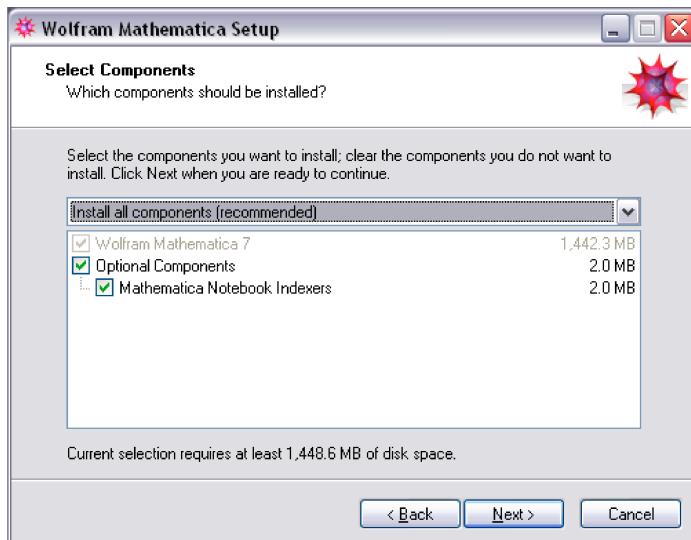 Wolfram Mathematica Setup
Select Components
Which components should be installed?
Select the components you want to install; clear the components you do not want to
install. Click Next when you are ready to continue.
Install all components (recommended)
Wolfram Mathematica 7 1,442.3 MB
Optional Components 2.0 MB
Mathematica Notebook Indexers 2.0 MB
Current selection requires at least 1,448.6 MB of disk space.
< Back Next > Cancel